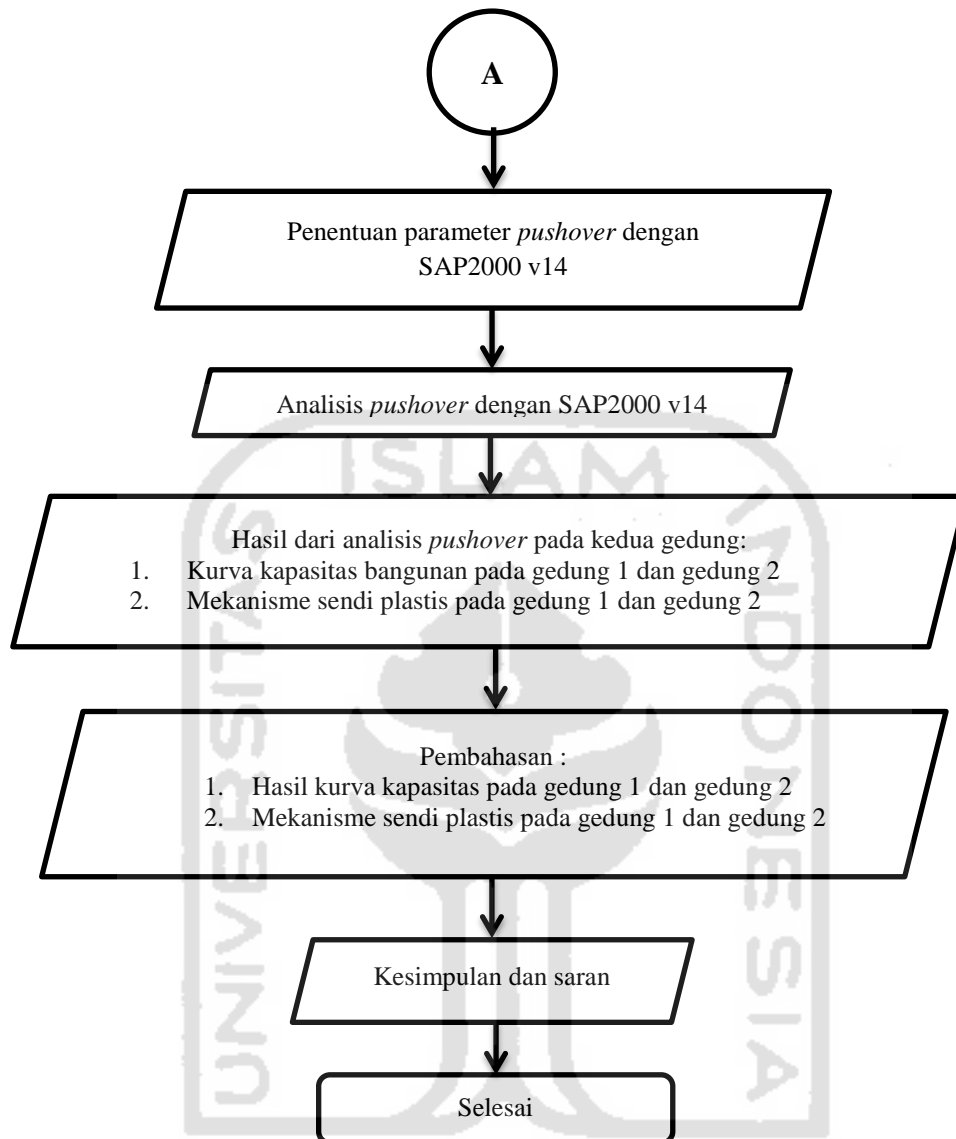 A
Penentuan parameter pushover dengan
SAP2000 v14
Analisis pushover dengan SAP2000 v14
Hasil dari analisis pushover pada kedua gedung:
1. Kurva kapasitas bangunan pada gedung 1 dan gedung 2
2. Mekanisme sendi plastis pada gedung 1 dan gedung 2
Pembahasan :
1. Hasil kurva kapasitas pada gedung 1 dan gedung 2
2. Mekanisme sendi plastis pada gedung 1 dan gedung 2
Kesimpulan dan saran
Selesai
UNIVERSITAS
ISLAM
INDONESIA